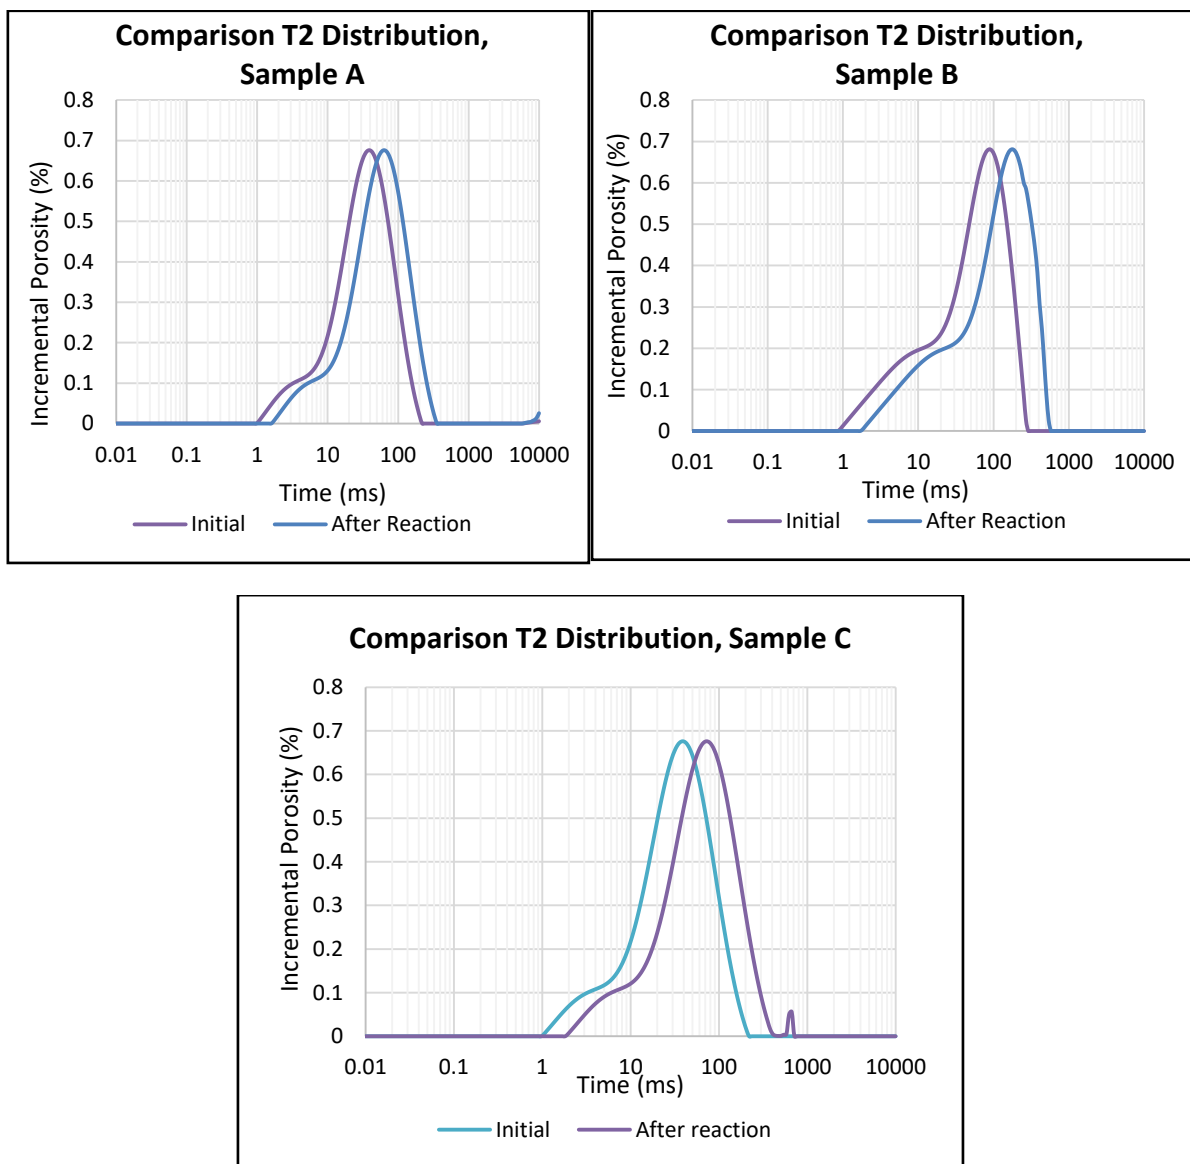 Comparison T2 Distribution,
Sample A
Incremental Porosity (%)
0.8
0.7
0.6
0.5
0.4
0.3
0.2
0.1
0
0.01 0.1 1 10 100 1000 10000
Time (ms)
Initial After Reaction
Comparison T2 Distribution,
Sample B
Incremental Porosity (%)
0.8
0.7
0.6
0.5
0.4
0.3
0.2
0.1
0
0.01 0.1 1 10 100 1000 10000
Time (ms)
Initial After Reaction
Comparison T2 Distribution, Sample C
Incremental Porosity (%)
0.8
0.7
0.6
0.5
0.4
0.3
0.2
0.1
0
0.01 0.1 1 10 100 1000 10000
Time (ms)
Initial After reaction